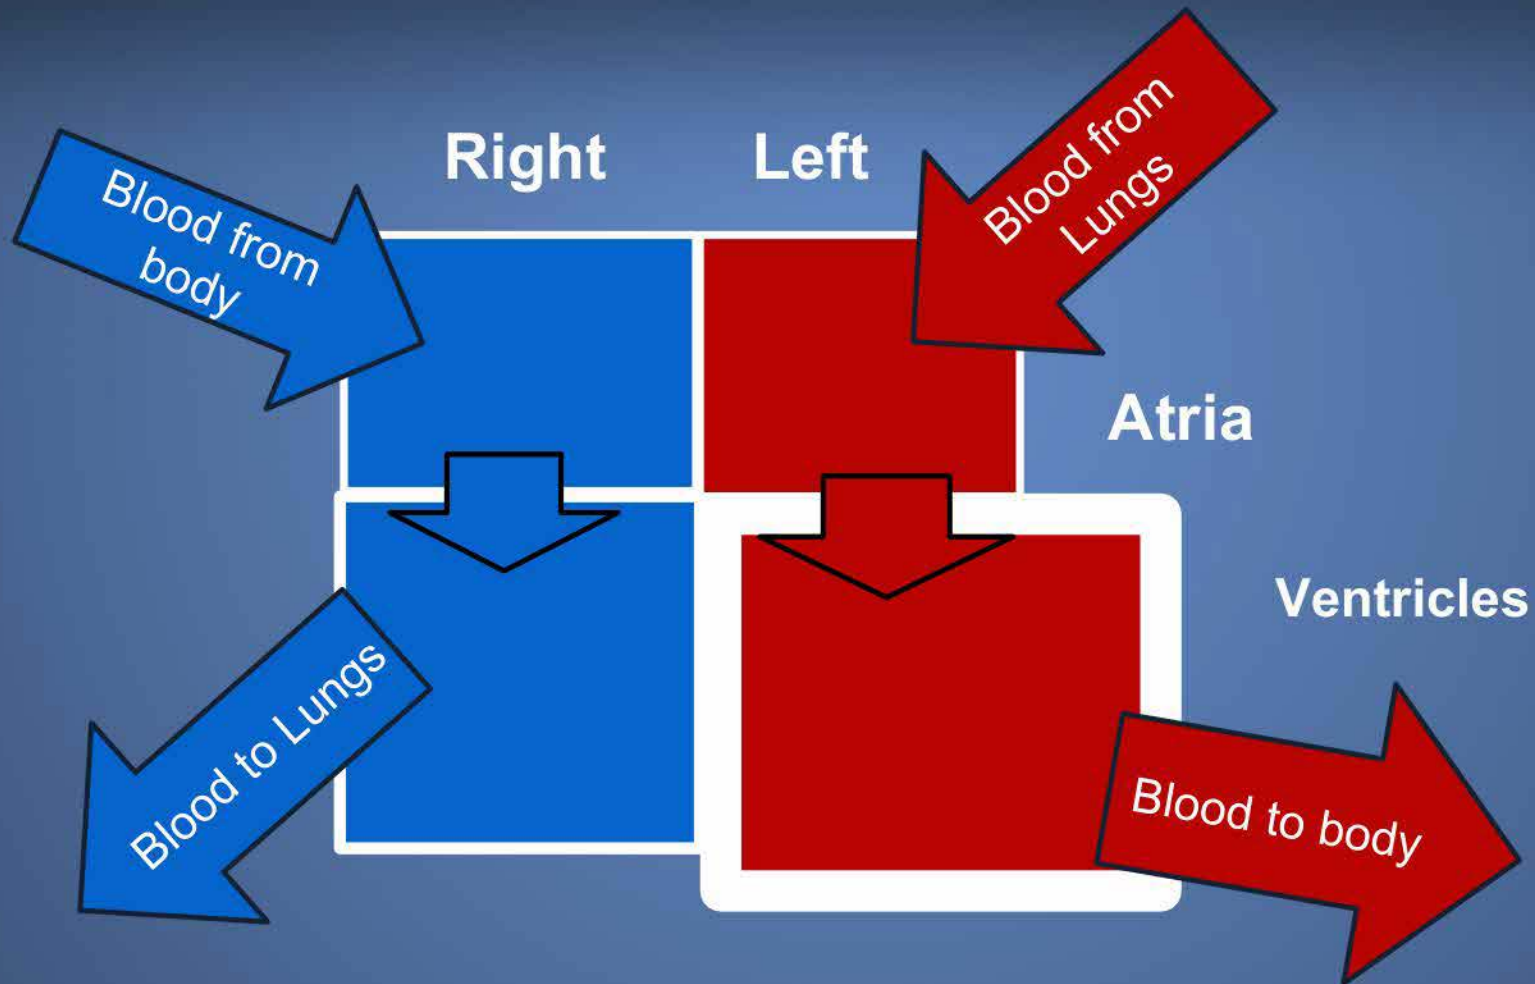 Right
Left
Blood from
body
Blood from
Lungs
Atria
Ventricles
Blood to Lungs
Blood to body